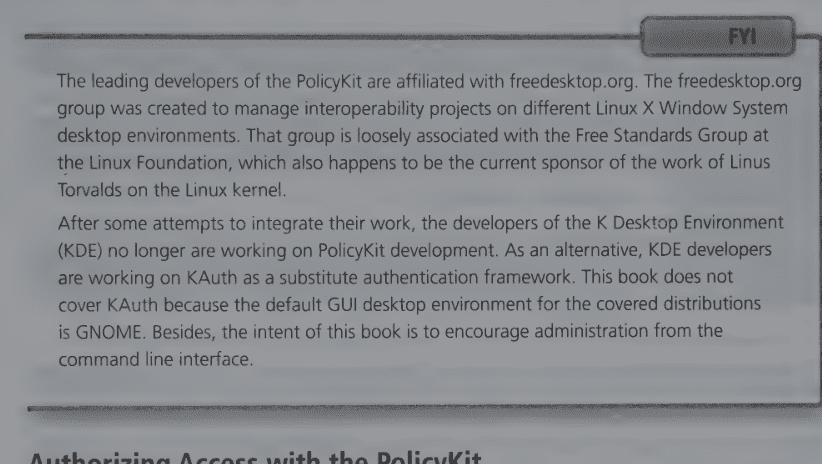 FYI
The leading developers of the PolicyKit are affiliated with freedesktop.org. The freedesktop.org
group was created to manage interoperability projects on different Linux X Window System
desktop environments. That group is loosely associated with the Free Standards Group at
the Linux Foundation, which also happens to be the current sponsor of the work of Linus
Torvalds on the Linux kernel.
After some attempts to integrate their work, the developers of the K Desktop Environment
(KDE) no longer are working on PolicyKit development. As an alternative, KDE developers
are working on KAuth as a substitute authentication framework. This book does not
cover KAuth because the default GUI desktop environment for the covered distributions
is GNOME. Besides, the intent of this book is to encourage administration from the
command line interface.
Authorizing Access with the PolicyKit